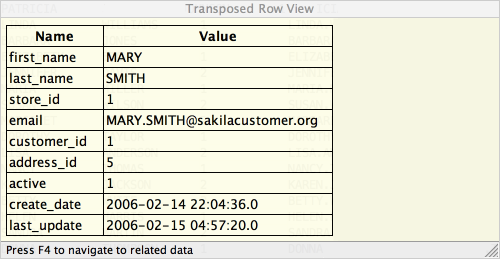 Transposed Row View
Name Value
first_name MARY
last_name SMITH
store_id 1
email MARY.SMITH@sakilacustomer.org
customer_id 1
address_id 5
active 1
create_date 2006-02-14 22:04:36.0
last_update 2006-02-15 04:57:20.0
Press F4 to navigate to related data